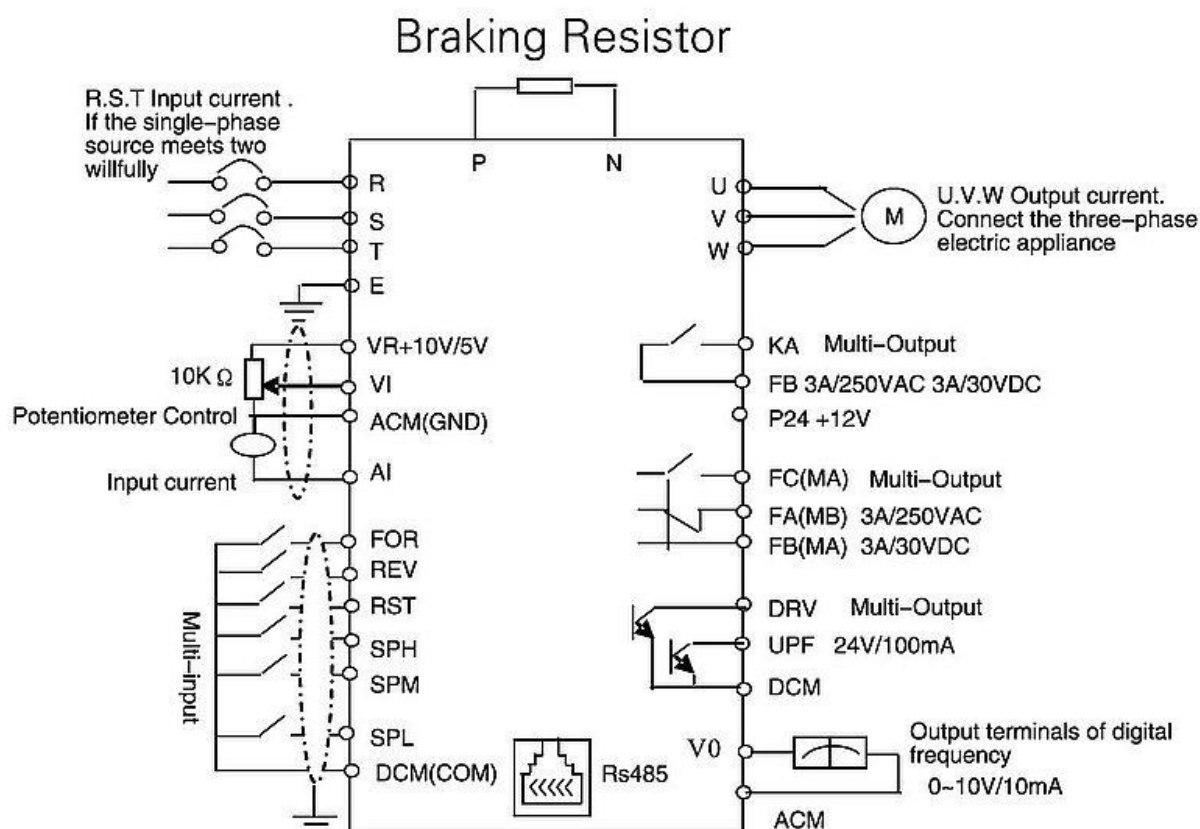 Braking Resistor
R.S.T Input current .
If the single–phase
source meets two
willfully
P
N
R
S
T
E
U
V
W
M
U.V.W Output current.
Connect the three–phase
electric appliance
VR+10V/5V
10K Ω
VI
Potentiometer Control
ACM(GND)
Input current
AI
KA Multi–Output
FB 3A/250VAC 3A/30VDC
P24 +12V
FC(MA) Multi–Output
FA(MB) 3A/250VAC
FB(MA) 3A/30VDC
FOR
REV
RST
SPH
SPM
SPL
DCM(COM)
Multi–input
DRV Multi–Output
UPF 24V/100mA
DCM
Rs485
V0
Output terminals of digital
frequency
0~10V/10mA
ACM